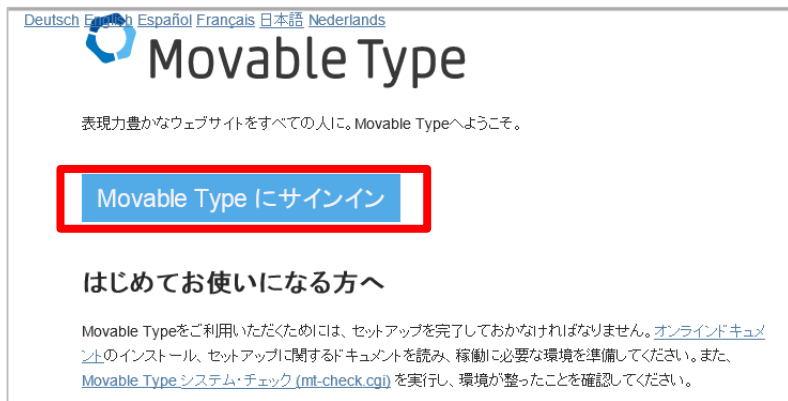 Deutsch English Español Français 日本語 Nederlands
Movable Type
表現力豊かなウェブサイトをすべての人に。Movable Typeへようこそ。
Movable Type にサインイン
はじめてお使いになる方へ
Movable Typeをご利用いただくためには、セットアップを完了しておかなければなりません。オンラインドキュメ
ントのインストール、セットアップに関するドキュメントを読み、稼働に必要な環境を準備してください。また、
Movable Type システム・チェック (mt-check.cgi) を実行し、環境が整ったことを確認してください。